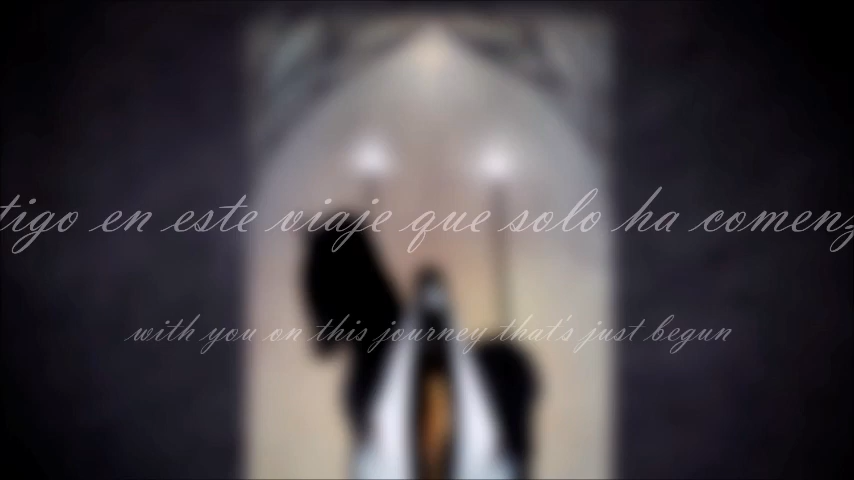 tigo en este viaje que solo ha comenz
with you on this journey that's just begun